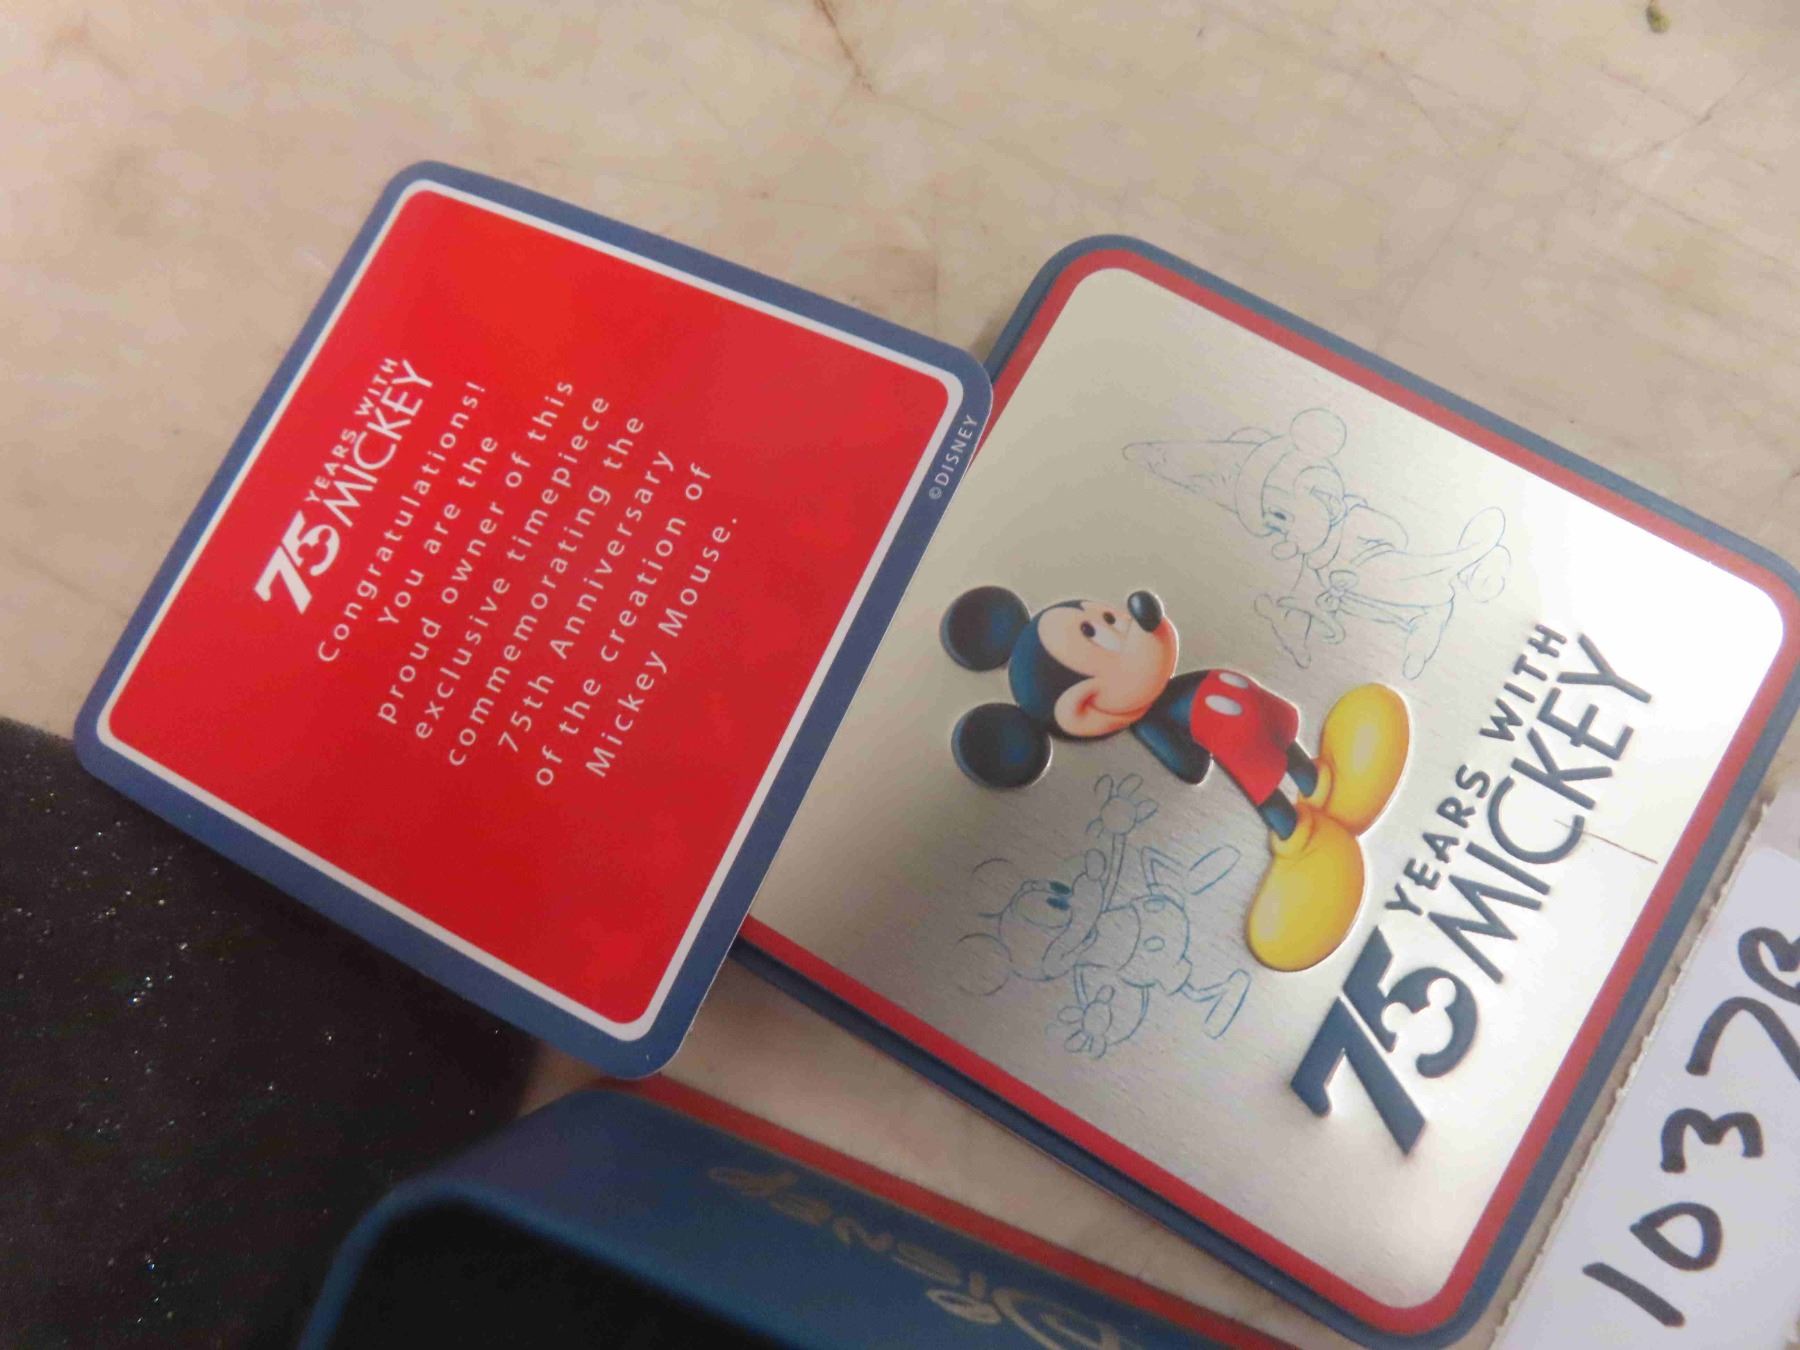 75 YEARS WITH
MICKEY
Congratulations!
You are the
proud owner of this
exclusive timepiece
commemorating the
75th Anniversary
of the creation of
Mickey Mouse.
©DISNEY
75 YEARS WITH
MICKEY
Disney
1037B